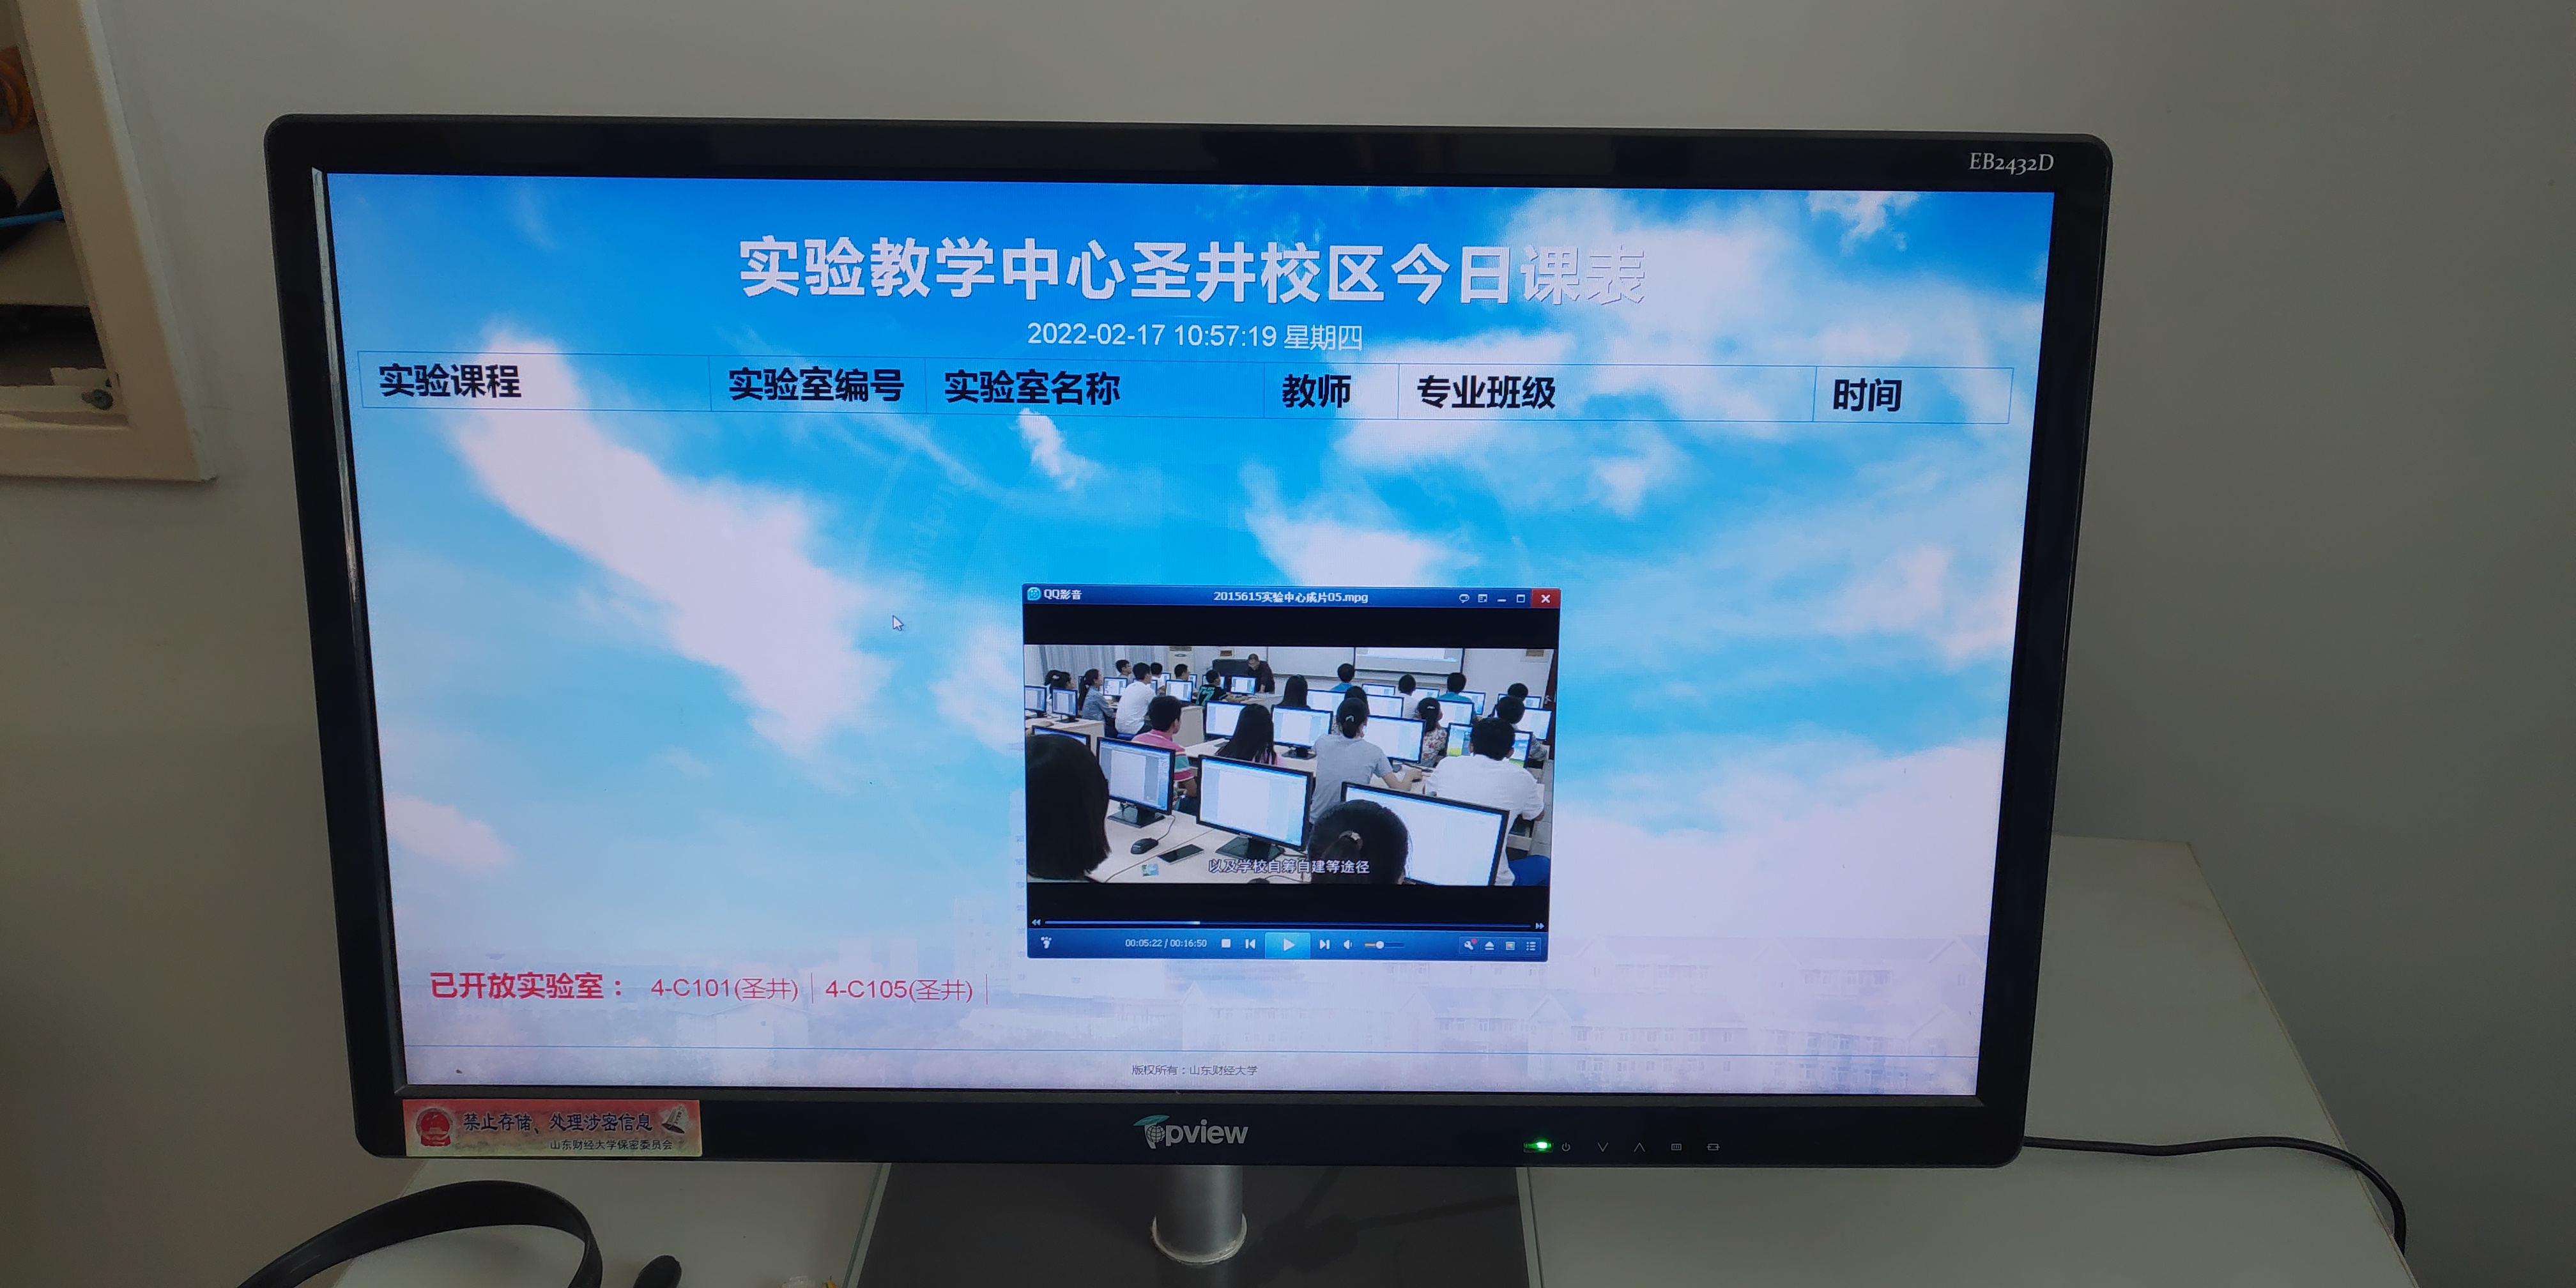 EB2432D
实验教学中心圣井校区今日课表
2022-02-17 10:57:19 星期四
实验课程 实验室编号 实验室名称 教师 专业班级 时间
QQ影音 2015615实验中心成片05.mpg
以及学校自筹自建等途径
00:05:22 / 00:16:50
已开放实验室： 4-C101(圣井) 4-C105(圣井)
版权所有：山东财经大学
禁止存储、处理涉密信息
山东财经大学保密委员会
Topview